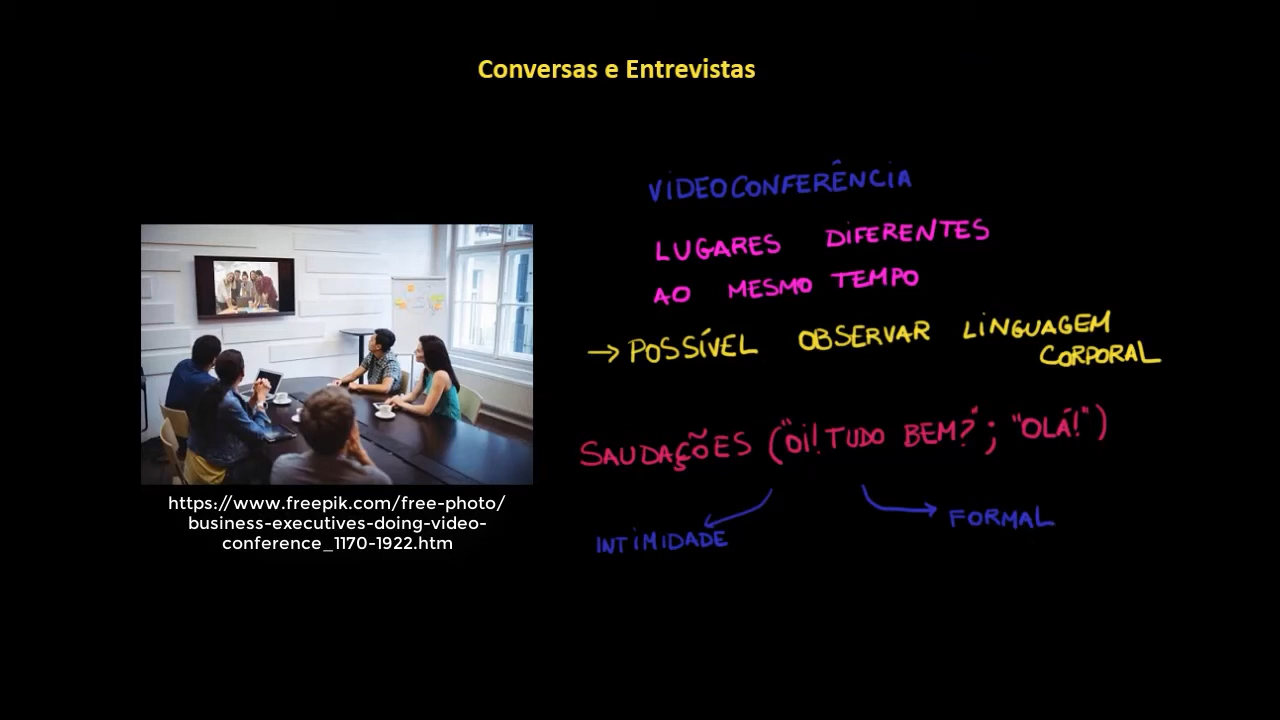 Conversas e Entrevistas
VIDEOCONFERÊNCIA
LUGARES DIFERENTES
AO MESMO TEMPO
→ POSSÍVEL OBSERVAR LINGUAGEM
CORPORAL
SAUDAÇÕES ("OI! TUDO BEM?"; "OLÁ!")
INTIMIDADE
FORMAL
https://www.freepik.com/free-photo/
business-executives-doing-video-
conference_1170-1922.htm